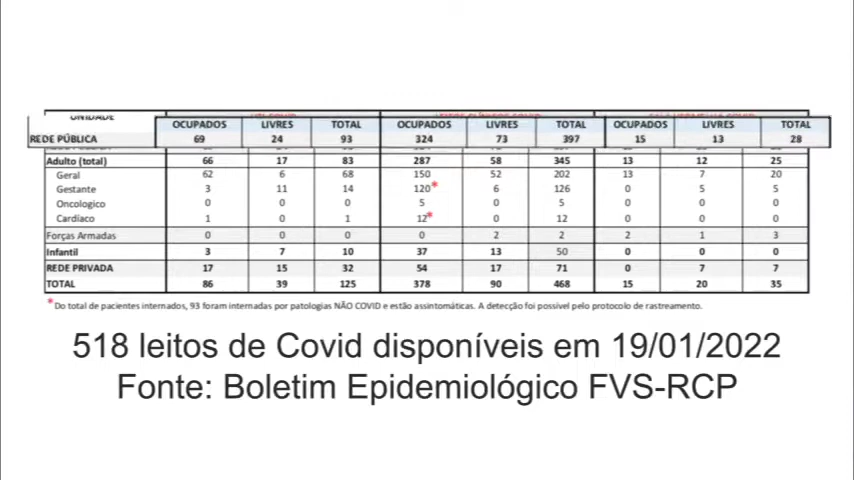 UNIDADE
OCUPADOS LIVRES TOTAL OCUPADOS LIVRES TOTAL OCUPADOS LIVRES TOTAL
REDE PÚBLICA 69 24 93 324 73 397 15 13 28
Adulto (total) 66 17 83 287 58 345 13 12 25
Geral 62 6 68 150 52 202 13 7 20
Gestante 3 11 14 120* 6 126 0 5 5
Oncologico 0 0 0 5 0 5 0 0 0
Cardíaco 1 0 1 12* 0 12 0 0 0
Forças Armadas 0 0 0 0 2 2 2 1 3
Infantil 3 7 10 37 13 50 0 0 0
REDE PRIVADA 17 15 32 54 17 71 0 7 7
TOTAL 86 39 125 378 90 468 15 20 35
*Do total de pacientes internados, 93 foram internadas por patologias NÃO COVID e estão assintomáticas. A detecção foi possível pelo protocolo de rastreamento.
518 leitos de Covid disponíveis em 19/01/2022
Fonte: Boletim Epidemiológico FVS-RCP